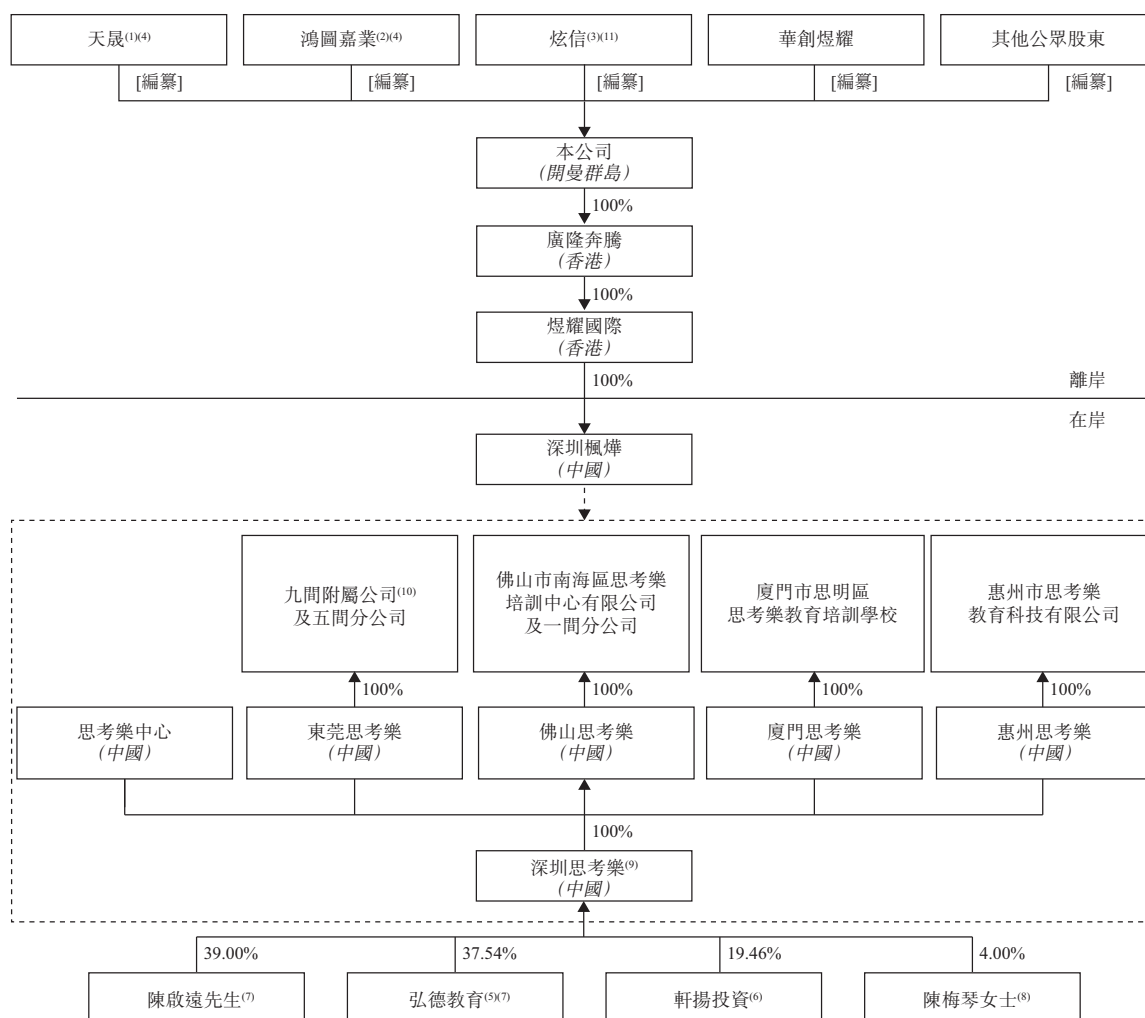 天晟(1)(4)
鴻圖嘉業(2)(4)
炫信(3)(11)
華創煜耀
其他公眾股東
[編纂]
[編纂]
[編纂]
[編纂]
[編纂]
本公司
(開曼群島)
100%
廣隆奔騰
(香港)
100%
煜耀國際
(香港)
100%
離岸
在岸
深圳楓燁
(中國)
九間附屬公司(10)
及五間分公司
佛山市南海區思考樂
培訓中心有限公司
及一間分公司
廈門市思明區
思考樂教育培訓學校
惠州市思考樂
教育科技有限公司
100%
100%
100%
100%
思考樂中心
(中國)
東莞思考樂
(中國)
佛山思考樂
(中國)
廈門思考樂
(中國)
惠州思考樂
(中國)
100%
深圳思考樂(9)
(中國)
39.00%
37.54%
19.46%
4.00%
陳啟遠先生(7)
弘德教育(5)(7)
軒揚投資(6)
陳梅琴女士(8)